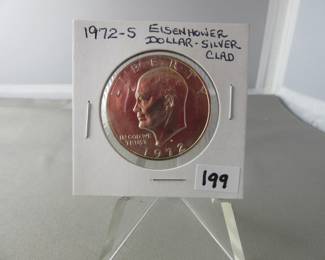 1972-S EISENHOWER
DOLLAR-SILVER
CLAD
LIBERTY
IN GOD WE
TRUST
1972
199